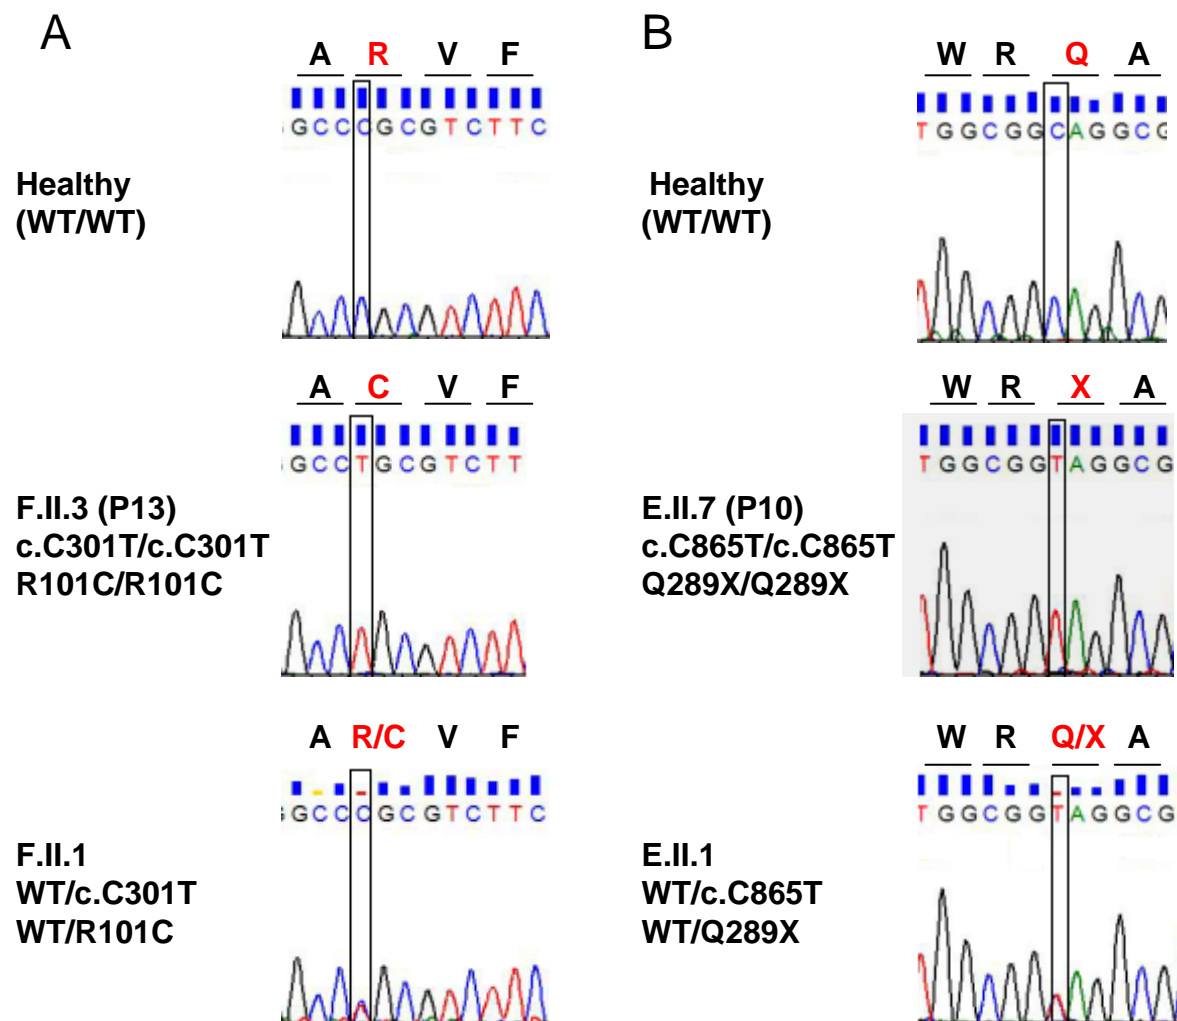 A
A R V F
GCCCGCGTCTTC
Healthy
(WT/WT)
A C V F
GCCTGCGTCTT
F.II.3 (P13)
c.C301T/c.C301T
R101C/R101C
A R/C V F
GCCCGCGTCTTC
F.II.1
WT/c.C301T
WT/R101C
B
W R Q A
TGGCGGCAGGCG
Healthy
(WT/WT)
W R X A
TGGCGGTAGGCG
E.II.7 (P10)
c.C865T/c.C865T
Q289X/Q289X
W R Q/X A
TGGCGGTAGGCG
E.II.1
WT/c.C865T
WT/Q289X